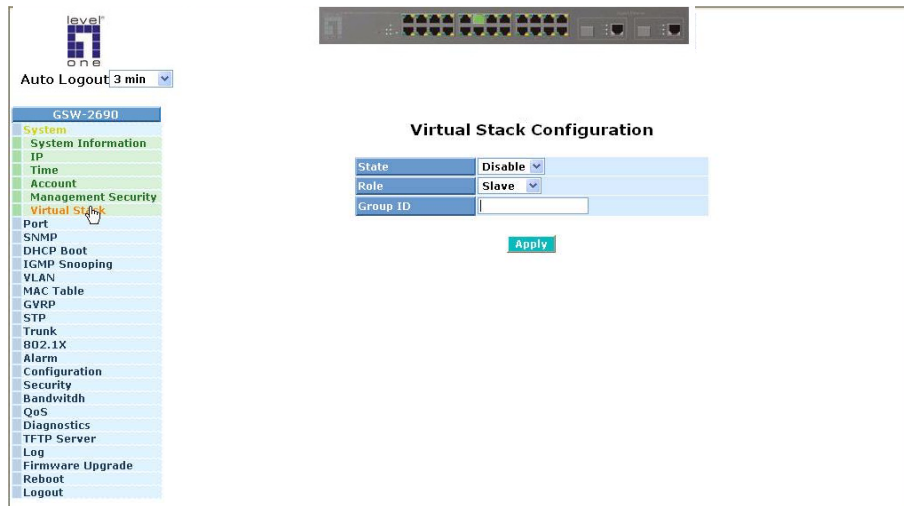 level
one
Auto Logout 3 min
GSW-2690
System
System Information
IP
Time
Account
Management Security
Virtual Stack
Port
SNMP
DHCP Boot
IGMP Snooping
VLAN
MAC Table
GVRP
STP
Trunk
802.1X
Alarm
Configuration
Security
Bandwitdh
QoS
Diagnostics
TFTP Server
Log
Firmware Upgrade
Reboot
Logout
Virtual Stack Configuration
State Disable
Role Slave
Group ID
Apply